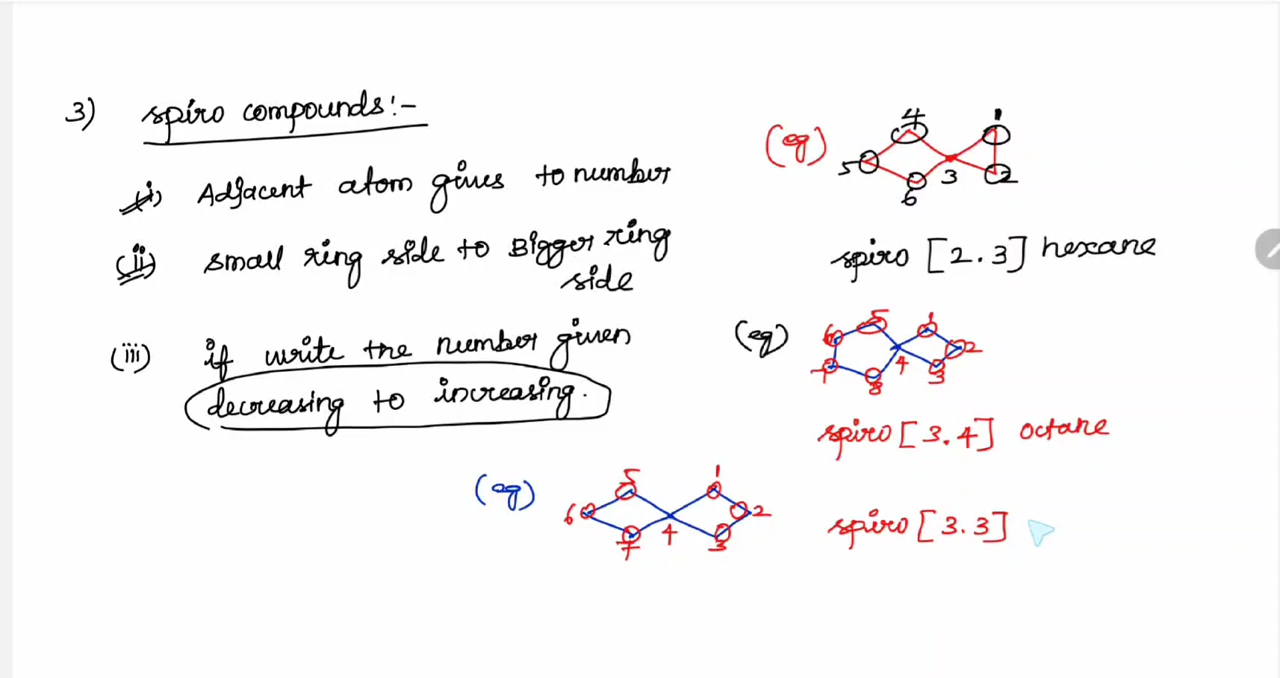 3) spiro compounds:-
(i) Adjacent atom gives to number
(ii) small ring side to Bigger ring
side
(iii) if write the number given
decreasing to increasing.
(eg)
4 1
5 3 2
6
spiro [2.3] hexane
(eg)
5 1
6 2
7 4 3
8
spiro [3.4] octane
(eg)
5 1
6 2
7 4 3
spiro [3.3]